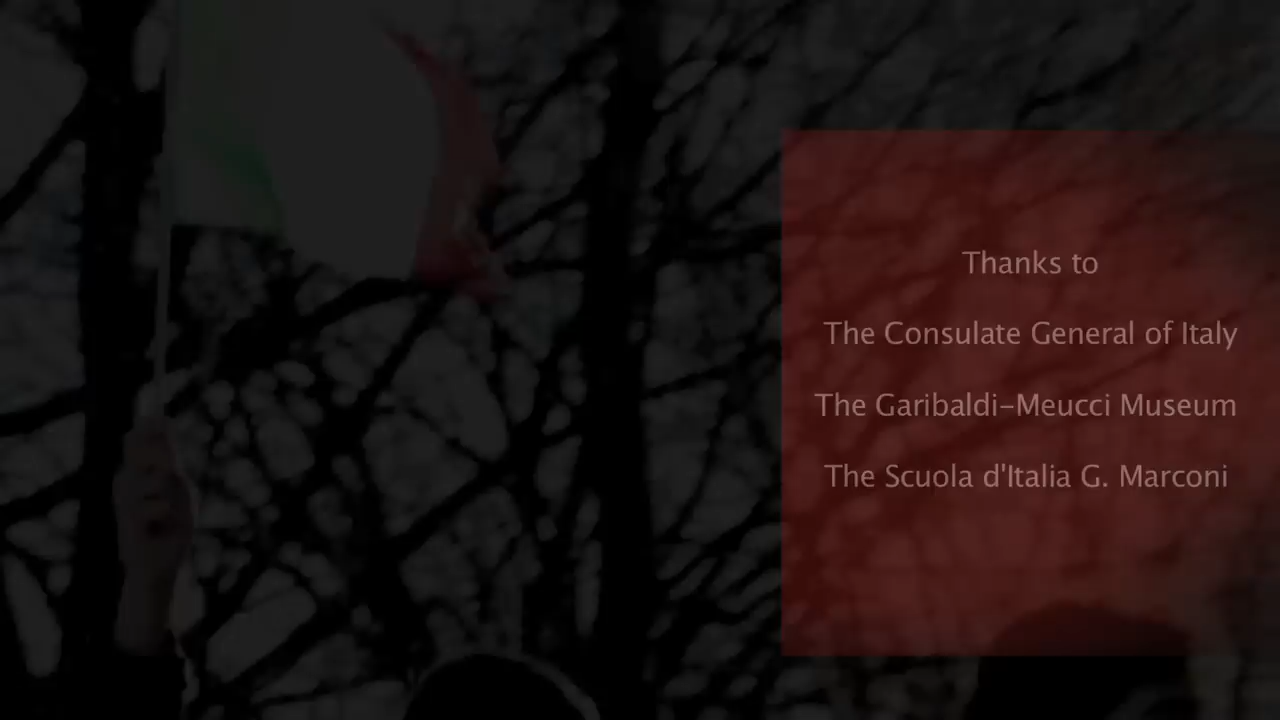 Thanks to
The Consulate General of Italy
The Garibaldi-Meucci Museum
The Scuola d'Italia G. Marconi